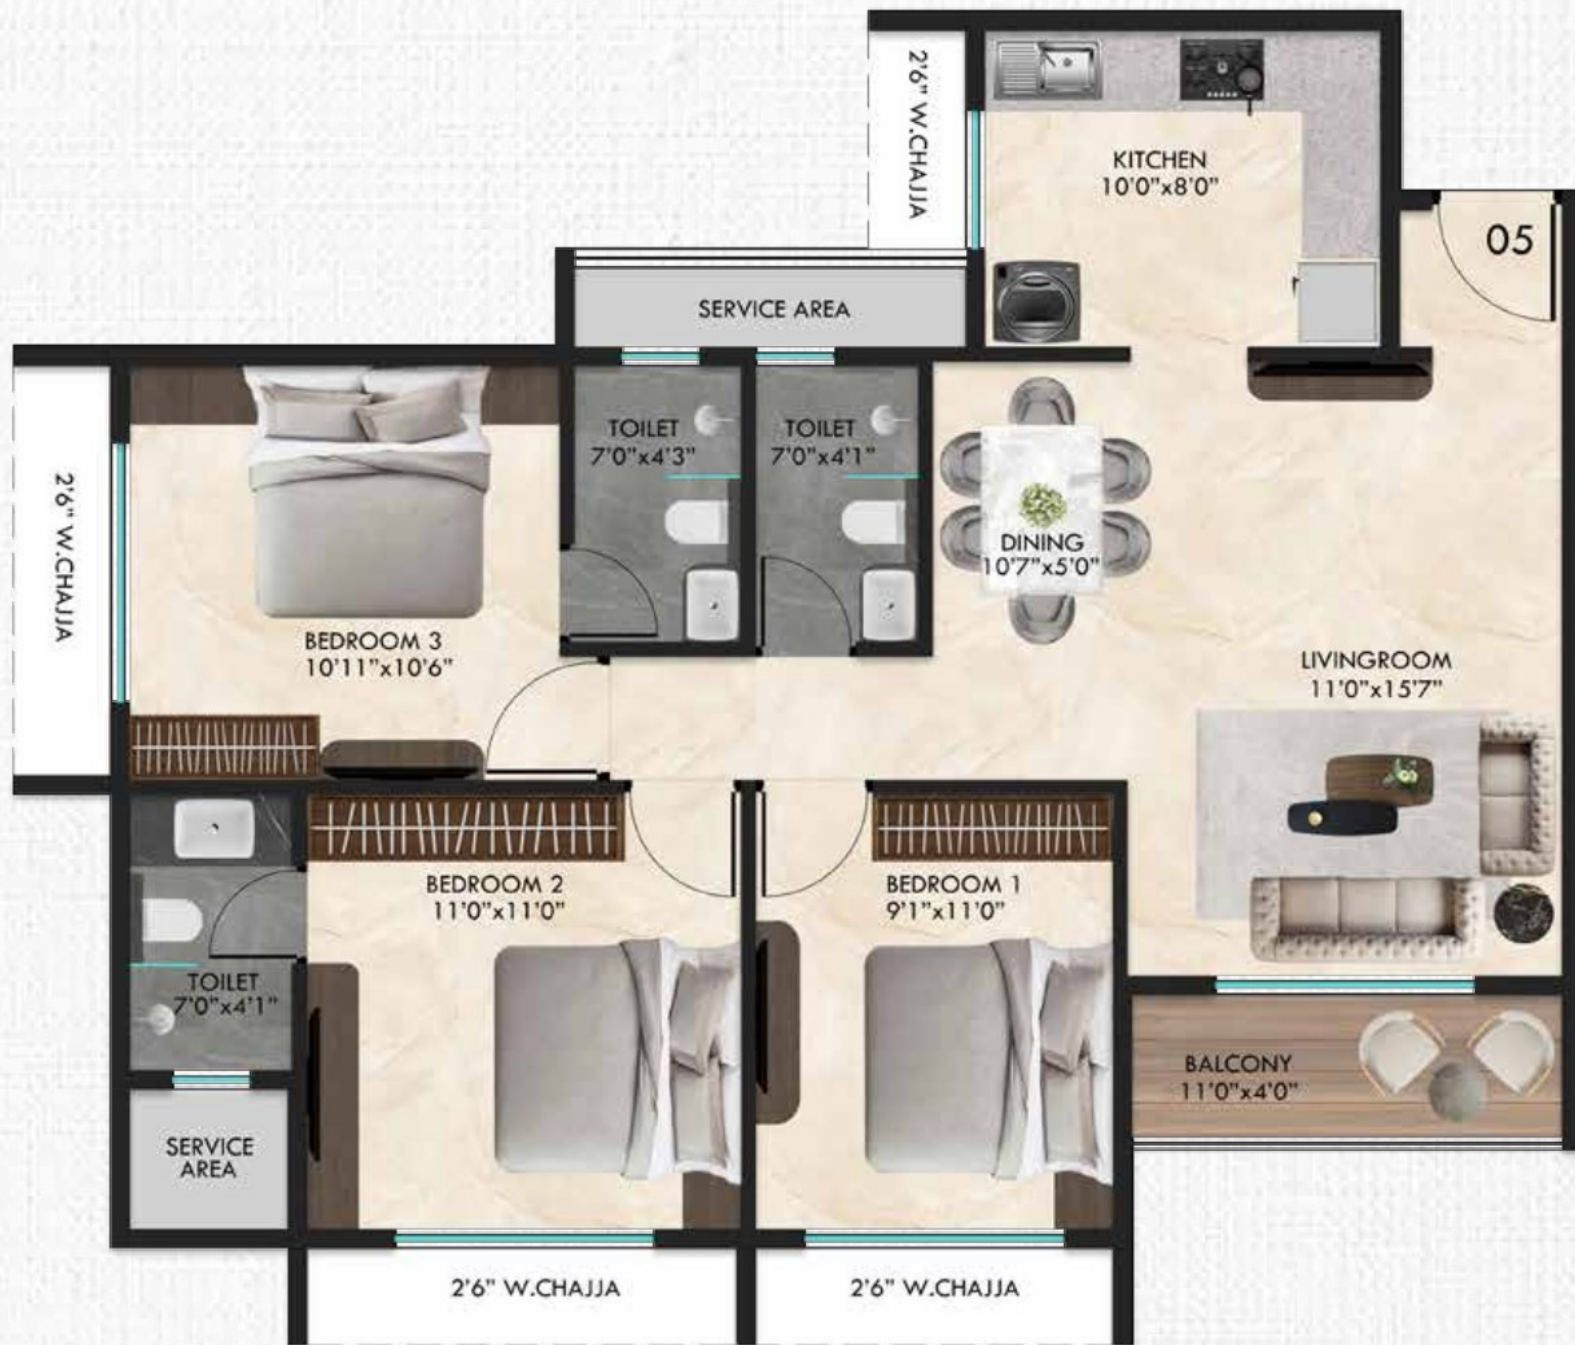 2'6" W.CHAJJA
KITCHEN
10'0"x8'0"
05
SERVICE AREA
2'6" W.CHAJJA
TOILET
7'0"x4'3"
TOILET
7'0"x4'1"
DINING
10'7"x5'0"
BEDROOM 3
10'11"x10'6"
LIVINGROOM
11'0"x15'7"
BEDROOM 2
11'0"x11'0"
BEDROOM 1
9'1"x11'0"
TOILET
7'0"x4'1"
BALCONY
11'0"x4'0"
SERVICE
AREA
2'6" W.CHAJJA
2'6" W.CHAJJA